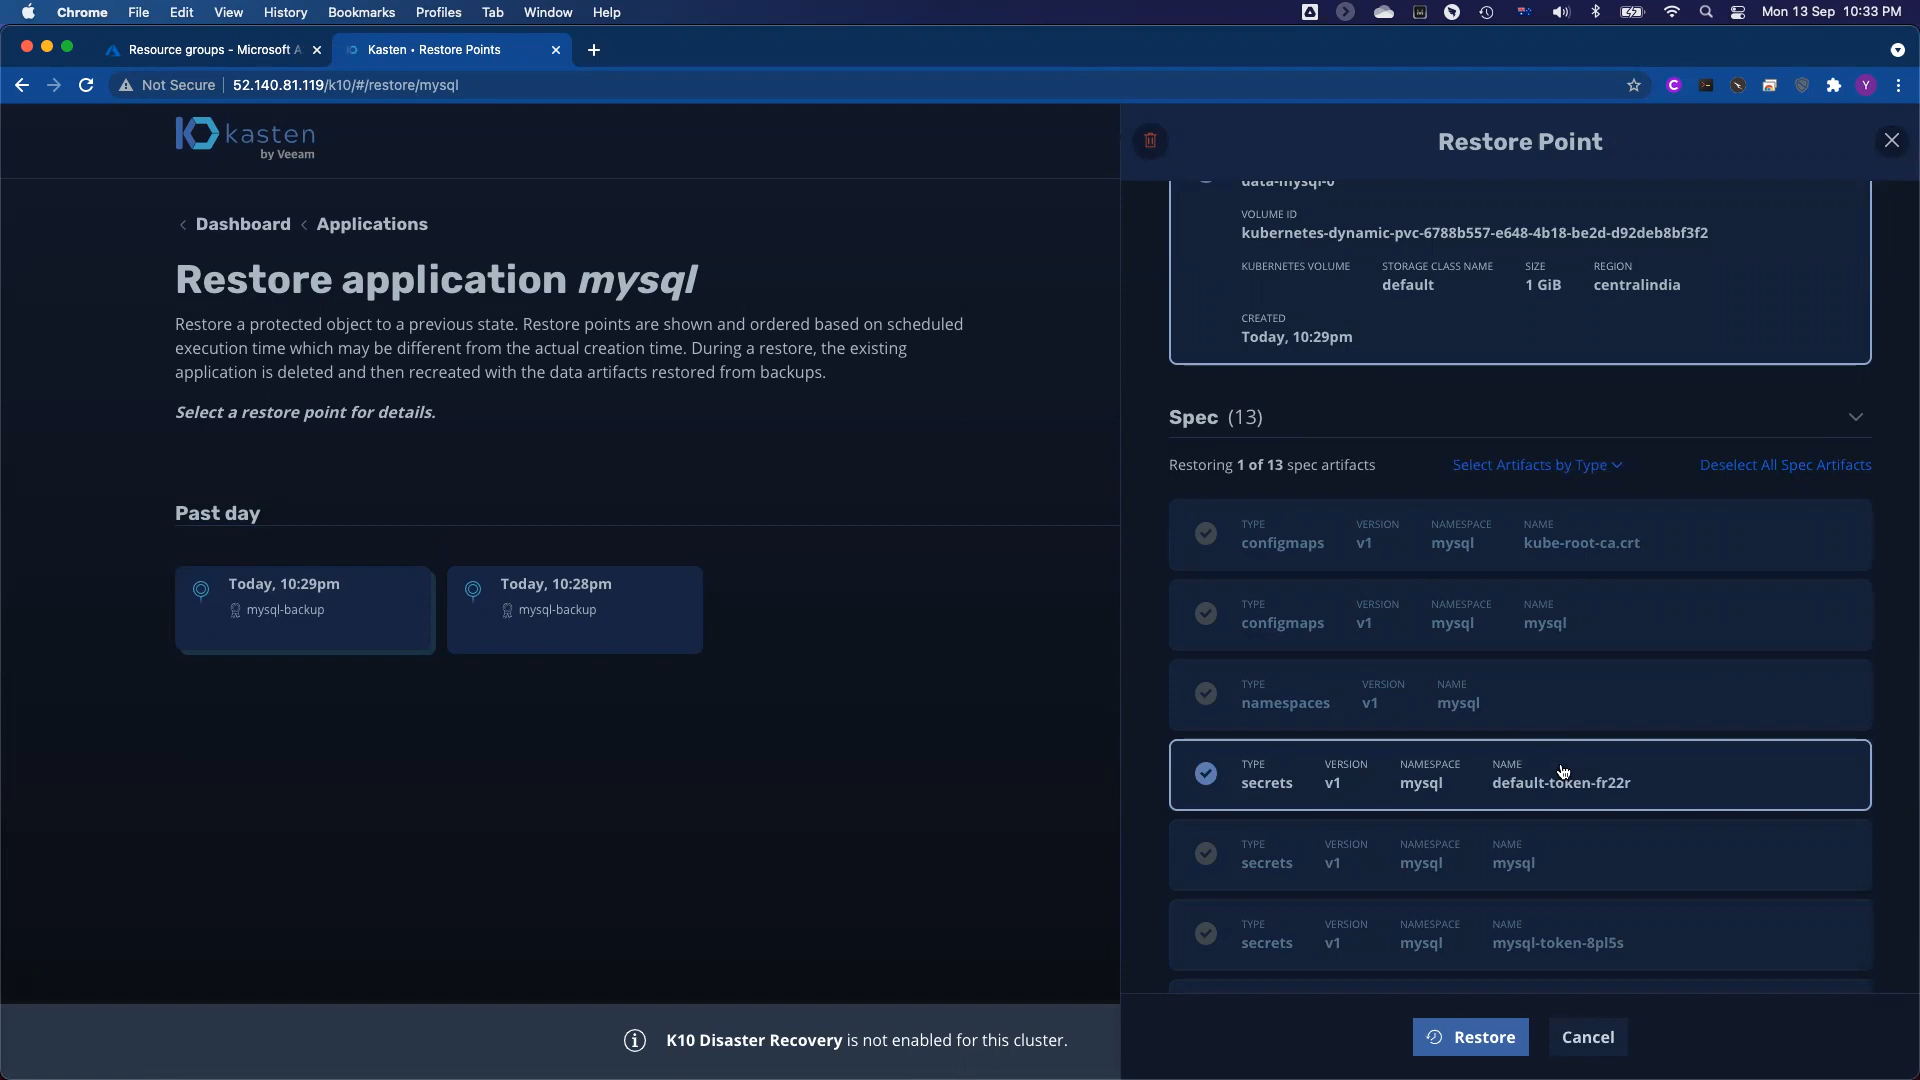 Chrome File Edit View History Bookmarks Profiles Tab Window Help
Mon 13 Sep 10:33 PM
Resource groups - Microsoft A
Kasten • Restore Points
Not Secure
52.140.81.119/k10/#/restore/mysql
Y
kasten
by Veeam
Dashboard
Applications
Restore application mysql
Restore a protected object to a previous state. Restore points are shown and ordered based on scheduled
execution time which may be different from the actual creation time. During a restore, the existing
application is deleted and then recreated with the data artifacts restored from backups.
Select a restore point for details.
Past day
Today, 10:29pm
mysql-backup
Today, 10:28pm
mysql-backup
K10 Disaster Recovery is not enabled for this cluster.
Restore Point
data-mysql-0
VOLUME ID
kubernetes-dynamic-pvc-6788b557-e648-4b18-be2d-d92deb8bf3f2
KUBERNETES VOLUME STORAGE CLASS NAME SIZE REGION
default 1 GiB centralindia
CREATED
Today, 10:29pm
Spec (13)
Restoring 1 of 13 spec artifacts
Select Artifacts by Type
Deselect All Spec Artifacts
TYPE VERSION NAMESPACE NAME
configmaps v1 mysql kube-root-ca.crt
TYPE VERSION NAMESPACE NAME
configmaps v1 mysql mysql
TYPE VERSION NAME
namespaces v1 mysql
TYPE VERSION NAMESPACE NAME
secrets v1 mysql default-token-fr22r
TYPE VERSION NAMESPACE NAME
secrets v1 mysql mysql
TYPE VERSION NAMESPACE NAME
secrets v1 mysql mysql-token-8pl5s
Restore
Cancel